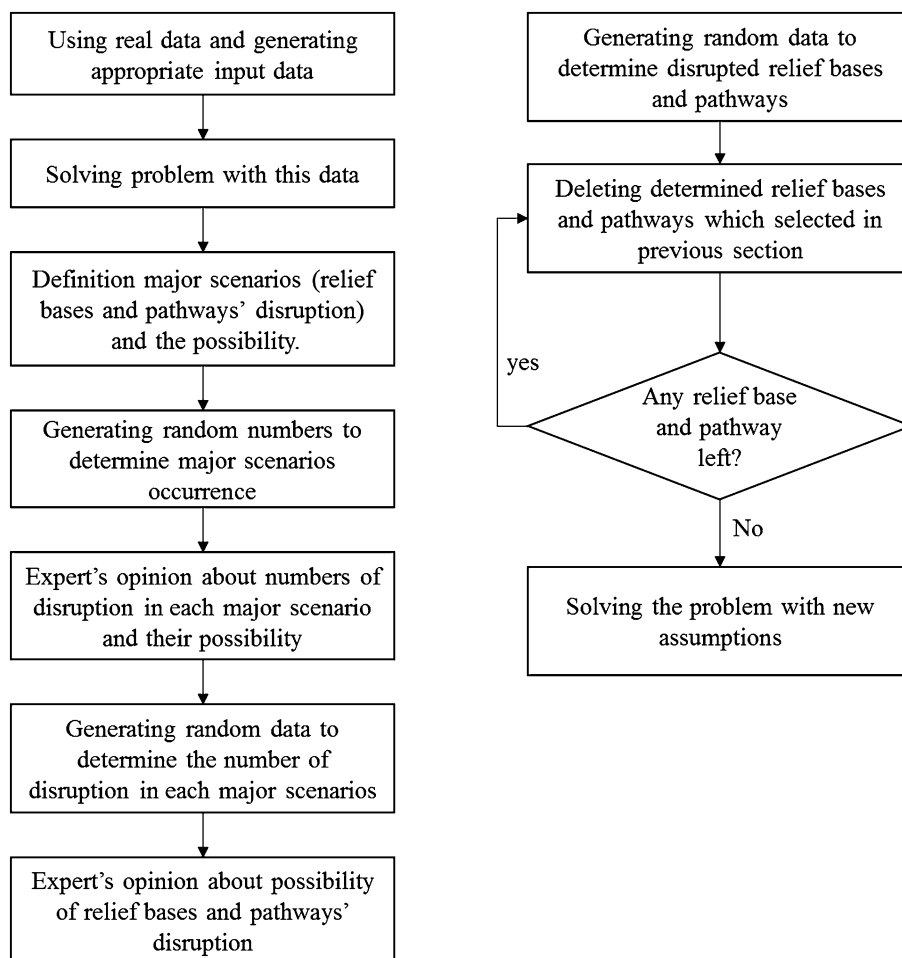 Using real data and generating
appropriate input data
Solving problem with this data
Definition major scenarios (relief
bases and pathways’ disruption)
and the possibility.
Generating random numbers to
determine major scenarios
occurrence
Expert’s opinion about numbers of
disruption in each major scenario
and their possibility
Generating random data to
determine the number of
disruption in each major scenarios
Expert’s opinion about possibility
of relief bases and pathways’
disruption
Generating random data to
determine disrupted relief bases
and pathways
Deleting determined relief bases
and pathways which selected in
previous section
yes
Any relief base
and pathway
left?
No
Solving the problem with new
assumptions